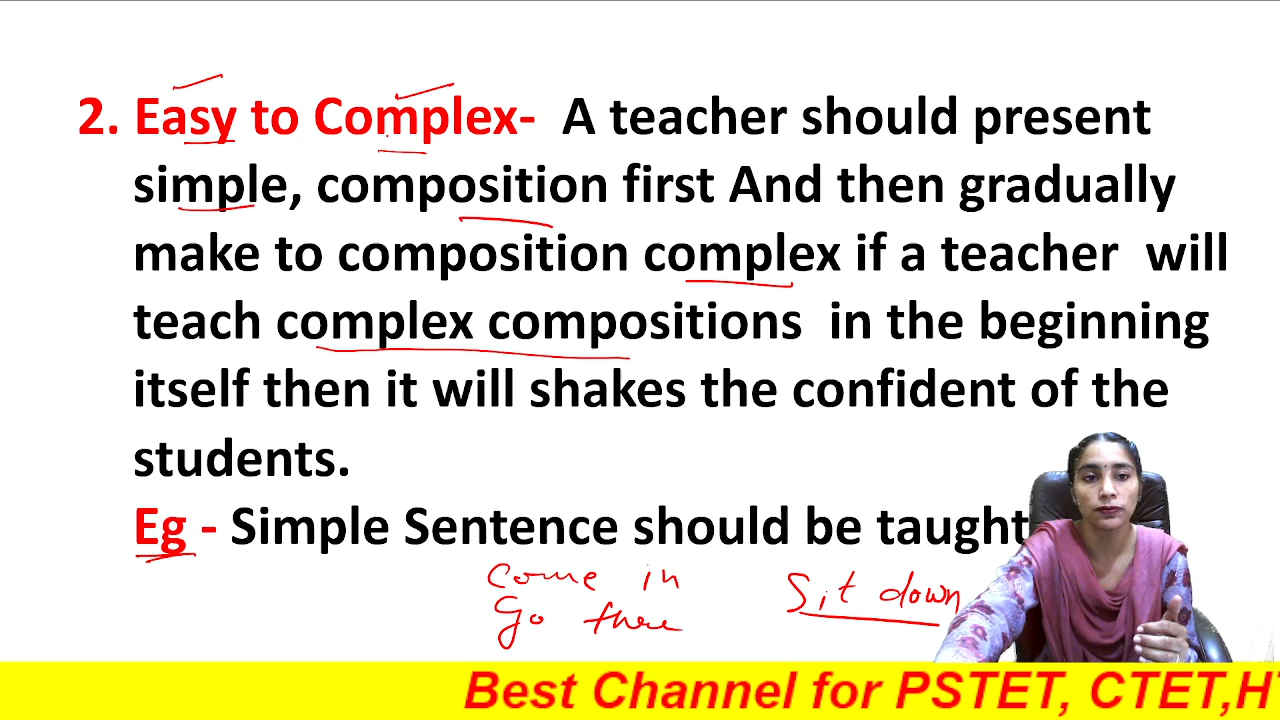 2. Easy to Complex- A teacher should present
simple, composition first And then gradually
make to composition complex if a teacher will
teach complex compositions in the beginning
itself then it will shakes the confident of the
students.
Eg - Simple Sentence should be taught
Come in
Go there
Sit down
Best Channel for PSTET, CTET,HT